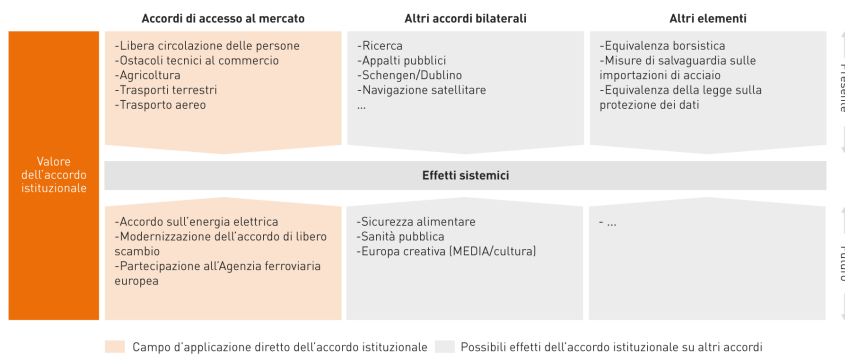 Accordi di accesso al mercato
Altri accordi bilaterali
Altri elementi
-Libera circolazione delle persone
-Ostacoli tecnici al commercio
-Agricoltura
-Trasporti terrestri
-Trasporto aereo
-Ricerca
-Appalti pubblici
-Schengen/Dublino
-Navigazione satellitare
...
-Equivalenza borsistica
-Misure di salvaguardia sulle
importazioni di acciaio
-Equivalenza della legge sulla
protezione dei dati
Presente
Valore
dell'accordo
istituzionale
Effetti sistemici
-Accordo sull'energia elettrica
-Modernizzazione dell'accordo di libero
scambio
-Partecipazione all'Agenzia ferroviaria
europea
-Sicurezza alimentare
-Sanità pubblica
-Europa creativa (MEDIA/cultura)
- ...
Futuro
Campo d'applicazione diretto dell'accordo istituzionale
Possibili effetti dell'accordo istituzionale su altri accordi